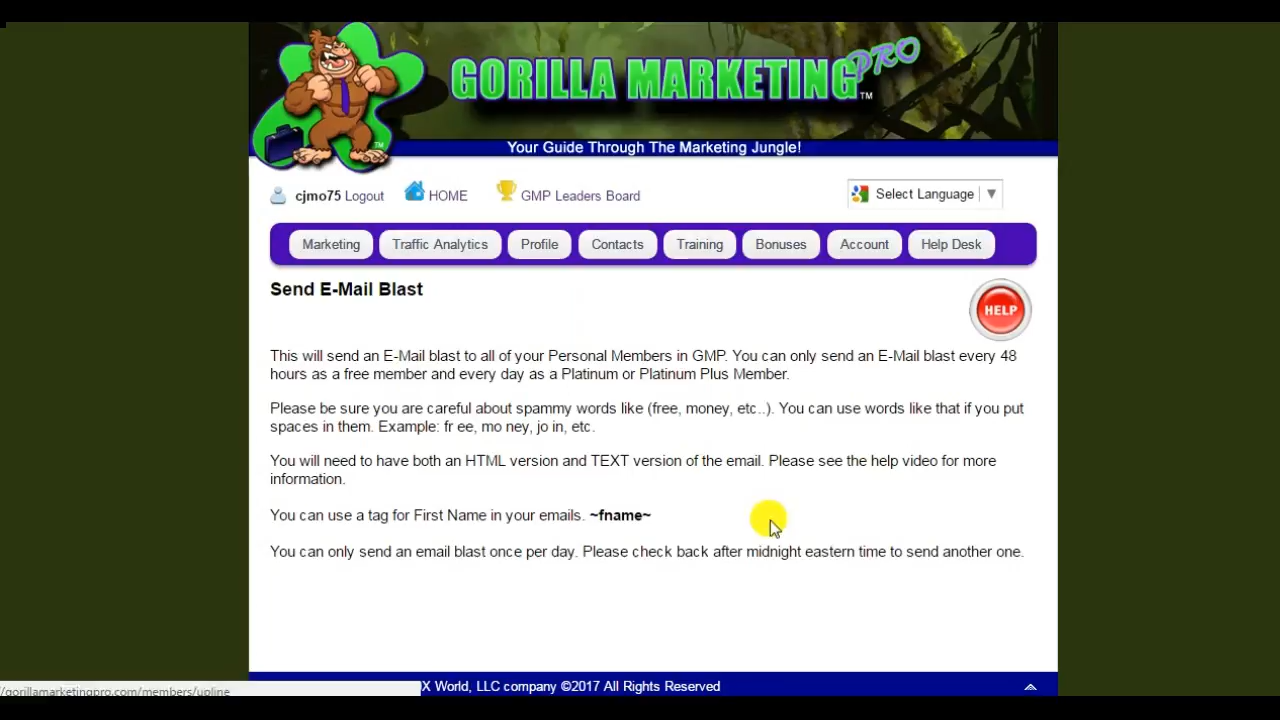 GORILLA MARKETING PRO
TM
TM
Your Guide Through The Marketing Jungle!
cjmo75 Logout HOME GMP Leaders Board Select Language ▼
Marketing Traffic Analytics Profile Contacts Training Bonuses Account Help Desk
Send E-Mail Blast
HELP
This will send an E-Mail blast to all of your Personal Members in GMP. You can only send an E-Mail blast every 48
hours as a free member and every day as a Platinum or Platinum Plus Member.
Please be sure you are careful about spammy words like (free, money, etc..). You can use words like that if you put
spaces in them. Example: fr ee, mo ney, jo in, etc.
You will need to have both an HTML version and TEXT version of the email. Please see the help video for more
information.
You can use a tag for First Name in your emails. ~fname~
You can only send an email blast once per day. Please check back after midnight eastern time to send another one.
/gorillamarketingpro.com/members/upline
X World, LLC company ©2017 All Rights Reserved